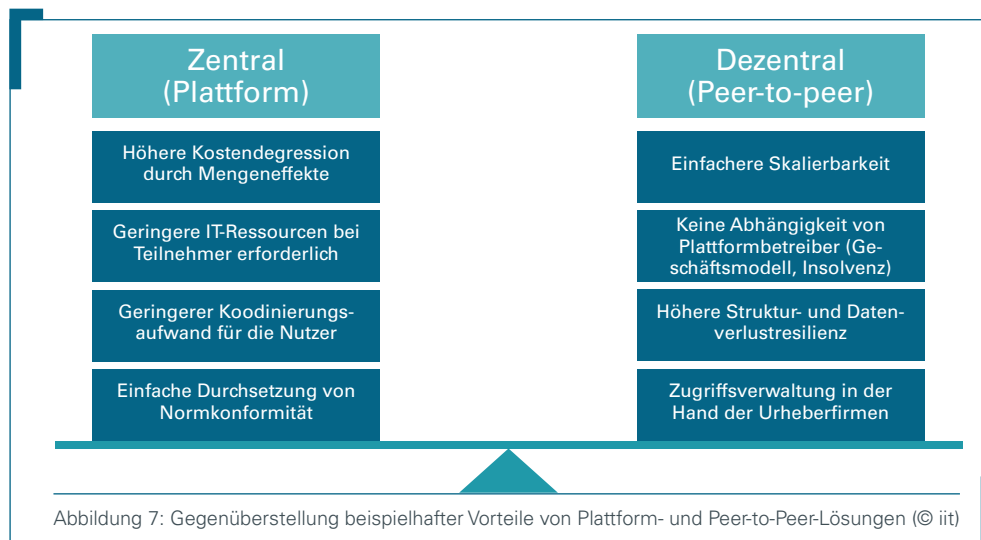 Zentral
(Plattform)
Höhere Kostendegression
durch Mengeneffekte
Geringere IT-Ressourcen bei
Teilnehmer erforderlich
Geringerer Koodinierungs-
aufwand für die Nutzer
Einfache Durchsetzung von
Normkonformität
Dezentral
(Peer-to-peer)
Einfachere Skalierbarkeit
Keine Abhängigkeit von
Plattformbetreiber (Ge-
schäftsmodell, Insolvenz)
Höhere Struktur- und Daten-
verlustresilienz
Zugriffsverwaltung in der
Hand der Urheberfirmen
Abbildung 7: Gegenüberstellung beispielhafter Vorteile von Plattform- und Peer-to-Peer-Lösungen (© iit)